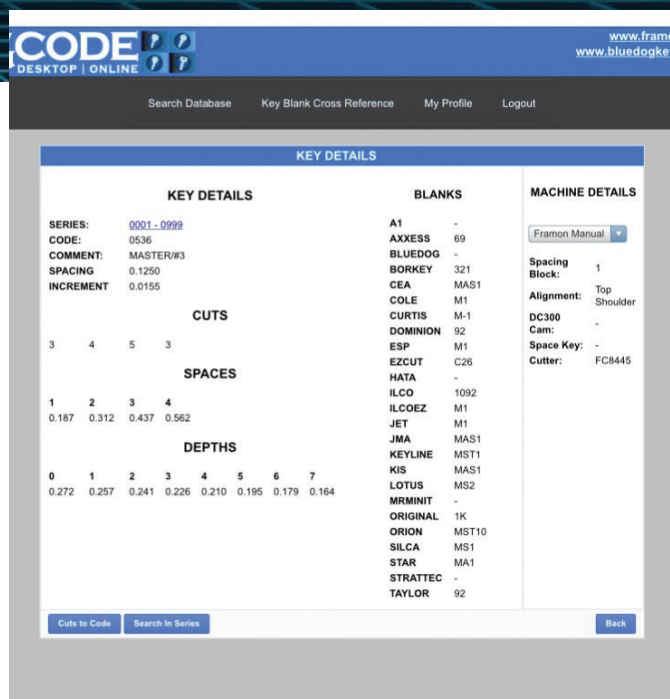 CODE
DESKTOP | ONLINE
www.frame
www.bluedogke
Search Database Key Blank Cross Reference My Profile Logout
KEY DETAILS
KEY DETAILS
SERIES: 0001 - 0999
CODE: 0536
COMMENT: MASTER/#3
SPACING 0.1250
INCREMENT 0.0155
CUTS
3 4 5 3
SPACES
1 2 3 4
0.187 0.312 0.437 0.562
DEPTHS
0 1 2 3 4 5 6 7
0.272 0.257 0.241 0.226 0.210 0.195 0.179 0.164
BLANKS
A1 -
AXXESS 69
BLUEDOG -
BORKEY 321
CEA MAS1
COLE M1
CURTIS M-1
DOMINION 92
ESP M1
EZCUT C26
HATA -
ILCO 1092
ILCOEZ M1
JET M1
JMA MAS1
KEYLINE MST1
KIS MAS1
LOTUS MS2
MRMINIT -
ORIGINAL 1K
ORION MST10
SILCA MS1
STAR MA1
STRATTEC -
TAYLOR 92
MACHINE DETAILS
Framon Manual
Spacing
Block: 1
Alignment: Top
Shoulder
DC300
Cam: -
Space Key: -
Cutter: FC8445
Cuts to Code Search In Series Back